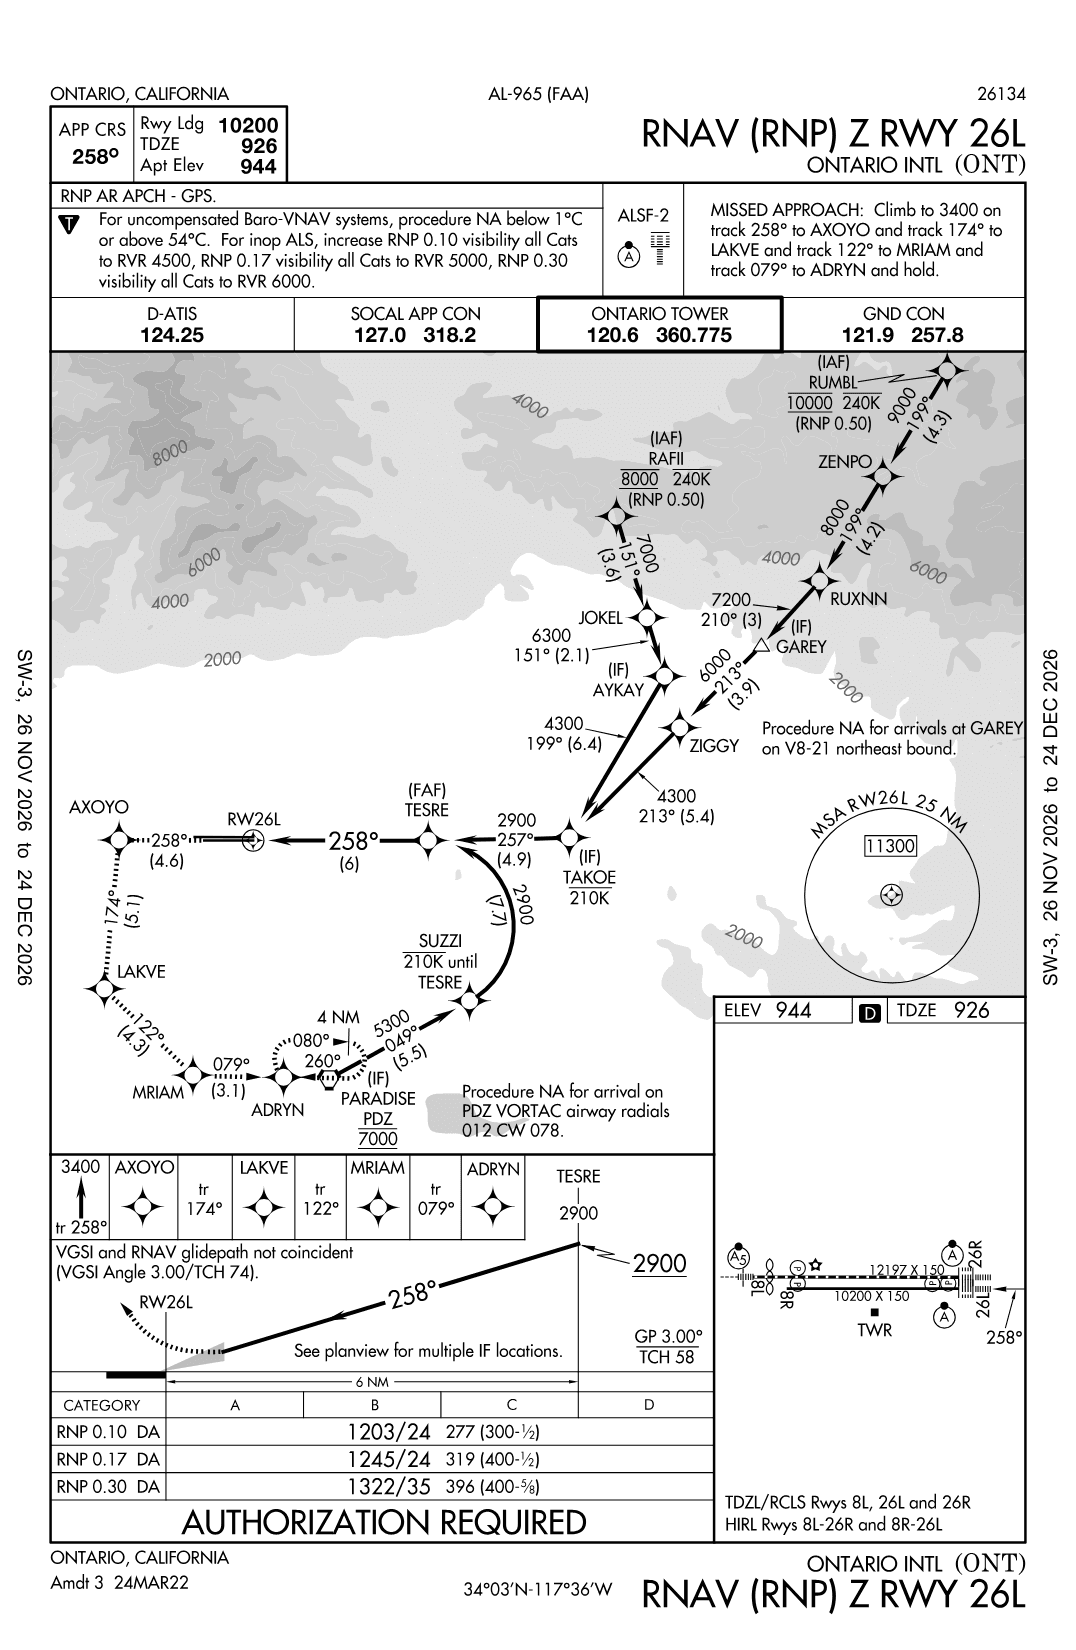 ONTARIO, CALIFORNIA
AL-965 (FAA)
26134
APP CRS
258°
Rwy Ldg 10200
TDZE 926
Apt Elev 944
RNAV (RNP) Z RWY 26L
ONTARIO INTL (ONT)
RNP AR APCH - GPS.
T
For uncompensated Baro-VNAV systems, procedure NA below 1°C
or above 54°C. For inop ALS, increase RNP 0.10 visibility all Cats
to RVR 4500, RNP 0.17 visibility all Cats to RVR 5000, RNP 0.30
visibility all Cats to RVR 6000.
ALSF-2
A
MISSED APPROACH: Climb to 3400 on
track 258° to AXOYO and track 174° to
LAKVE and track 122° to MRIAM and
track 079° to ADRYN and hold.
D-ATIS
124.25
SOCAL APP CON
127.0 318.2
ONTARIO TOWER
120.6 360.775
GND CON
121.9 257.8
(IAF)
RUMBL
10000 240K
(RNP 0.50)
9000
199°
(4.3)
4000
(IAF)
RAFII
8000 240K
(RNP 0.50)
8000
ZENPO
8000
199°
(4.2)
7000
151°
(3.6)
6000
4000
4000
6000
RUXNN
7200
210° (3)
(IF)
GAREY
JOKEL
6300
151° (2.1)
2000
(IF)
AYKAY
6000
213°
(3.9)
2000
4300
199° (6.4)
ZIGGY
Procedure NA for arrivals at GAREY
on V8-21 northeast bound.
4300
213° (5.4)
AXOYO
RW26L
(FAF)
TESRE
2900
257°
(4.9)
258°
(4.6)
258°
(6)
(IF)
TAKOE
210K
MSA RW26L 25 NM
11300
174°
(5.1)
2900
(7.7)
SUZZI
210K until
TESRE
2000
LAKVE
122°
(4.3)
4 NM
080°
260°
5300
049°
(5.5)
MRIAM
079°
(3.1)
ADRYN
(IF)
PARADISE
PDZ
7000
Procedure NA for arrival on
PDZ VORTAC airway radials
012 CW 078.
ELEV 944
D
TDZE 926
3400
tr 258°
AXOYO
tr
174°
LAKVE
tr
122°
MRIAM
tr
079°
ADRYN
TESRE
2900
2900
VGSI and RNAV glidepath not coincident
(VGSI Angle 3.00/TCH 74).
RW26L
258°
See planview for multiple IF locations.
GP 3.00°
TCH 58
6 NM
CATEGORY A B C D
RNP 0.10 DA 1203/24 277 (300-½)
RNP 0.17 DA 1245/24 319 (400-½)
RNP 0.30 DA 1322/35 396 (400-⅝)
AUTHORIZATION REQUIRED
A5
8L
8R
P
12197 X 150
10200 X 150
P
P
A
26R
26L
A
TWR
258°
TDZL/RCLS Rwys 8L, 26L and 26R
HIRL Rwys 8L-26R and 8R-26L
ONTARIO, CALIFORNIA
Amdt 3 24MAR22
34°03'N-117°36'W
ONTARIO INTL (ONT)
RNAV (RNP) Z RWY 26L
SW-3, 26 NOV 2026 to 24 DEC 2026
SW-3, 26 NOV 2026 to 24 DEC 2026